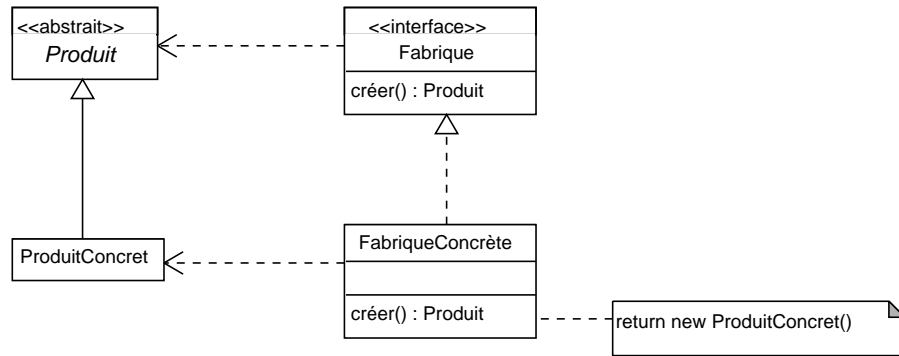 <<abstrait>>
Produit
<<interface>>
Fabrique
créer() : Produit
ProduitConcret
FabriqueConcrète
créer() : Produit
return new ProduitConcret()